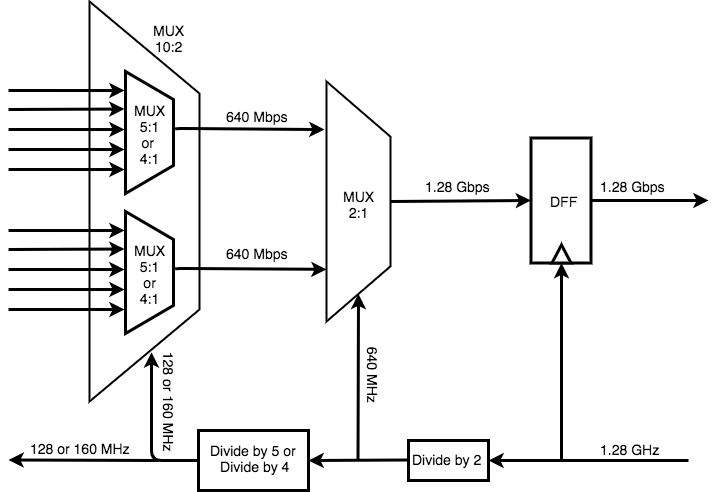 MUX
10:2
MUX
5:1
or
4:1
640 Mbps
MUX
5:1
or
4:1
640 Mbps
MUX
2:1
1.28 Gbps
DFF
1.28 Gbps
128 or 160 MHz
640 MHz
128 or 160 MHz
Divide by 5 or
Divide by 4
Divide by 2
1.28 GHz